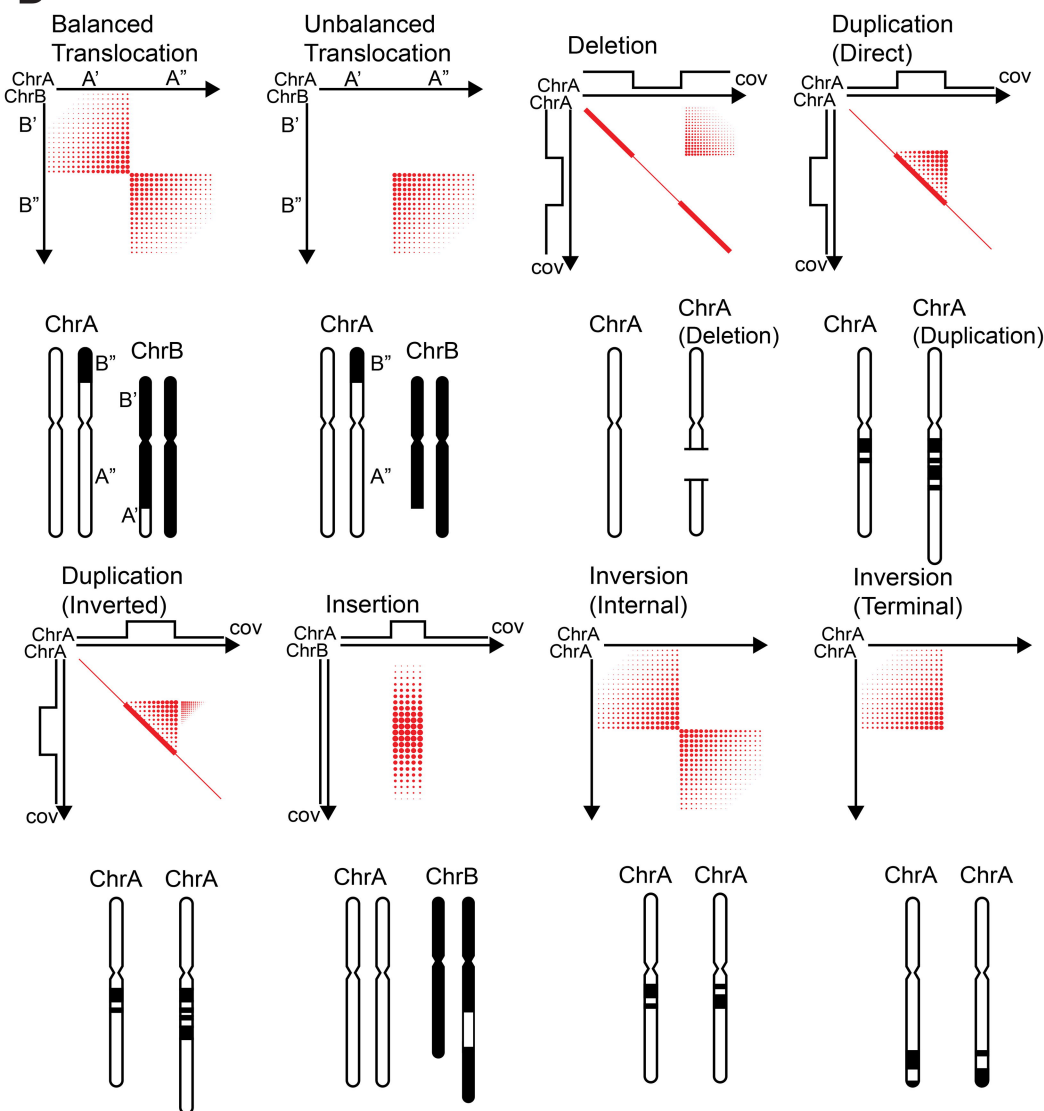 Balanced
Translocation
ChrA A' A”
ChrB
B'
B”
Unbalanced
Translocation
ChrA A' A”
ChrB
B'
B”
Deletion
ChrA cov
ChrA
cov
Duplication
(Direct)
ChrA cov
ChrA
cov
ChrA
B”
ChrB
B'
A”
A'
ChrA
B”
ChrB
A”
ChrA
ChrA
(Deletion)
ChrA
ChrA
(Duplication)
Duplication
(Inverted)
ChrA cov
ChrA
cov
Insertion
ChrA cov
ChrB
cov
Inversion
(Internal)
ChrA
ChrA
Inversion
(Terminal)
ChrA
ChrA
ChrA ChrA
ChrA ChrB
ChrA ChrA
ChrA ChrA